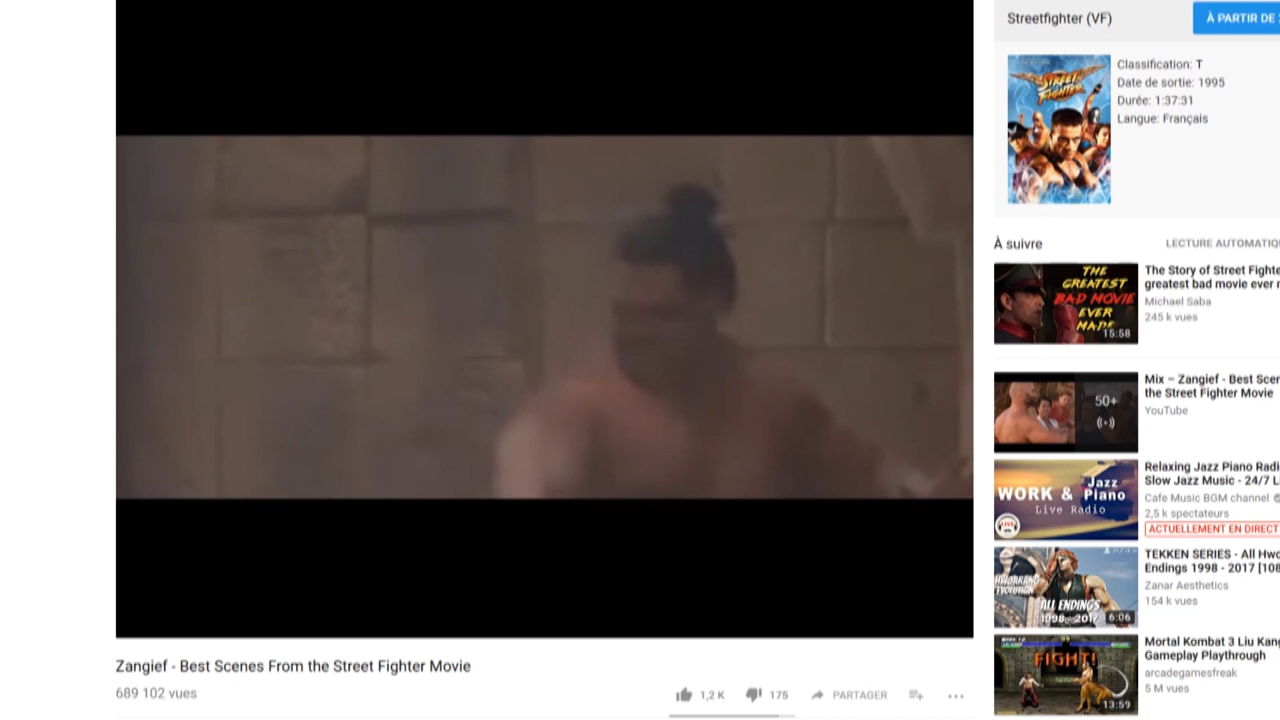 Streetfighter (VF)
À PARTIR DE
STREET
FIGHTER
Classification: T
Date de sortie: 1995
Durée: 1:37:31
Langue: Français
À suivre
LECTURE AUTOMATIQ
THE
GREATEST
BAD MOVIE
EVER
MADE
15:58
The Story of Street Fighte
greatest bad movie ever
Michael Saba
245 k vues
50+
Mix – Zangief - Best Scen
the Street Fighter Movie
YouTube
WORK & Jazz Piano
Live Radio
LIVE
Relaxing Jazz Piano Radi
Slow Jazz Music - 24/7 L
Cafe Music BGM channel
2,5 k spectateurs
ACTUELLEMENT EN DIRECT
HWOARANG
EVOLUTION
ALL ENDINGS
1998 - 2017
6:06
TEKKEN SERIES - All Hwo
Endings 1998 - 2017 [108
Zanar Aesthetics
154 k vues
FIGHT!
13:59
Mortal Kombat 3 Liu Kang
Gameplay Playthrough
arcadegamesfreak
5 M vues
Zangief - Best Scenes From the Street Fighter Movie
689 102 vues
1,2 K
175
PARTAGER